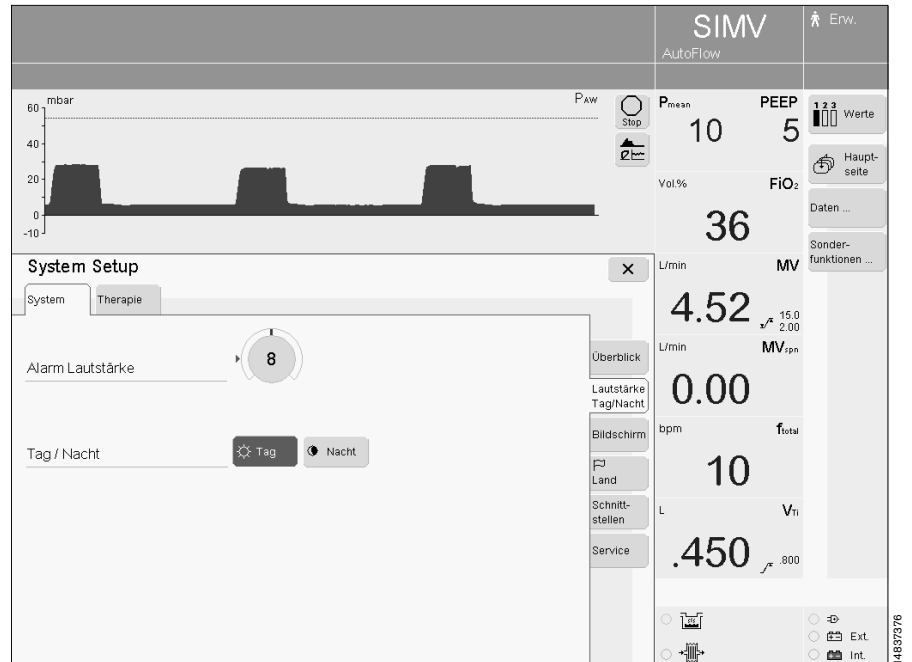 SIMV
AutoFlow
Erw.
mbar
PAW
60
40
20
0
-10
Stop
Pmean
PEEP
10
5
Vol.%
FiO2
36
L/min
MV
4.52
15.0
2.00
L/min
MVspn
0.00
bpm
ftotal
10
L
VTi
.450
.800
1 2 3
Werte
Haupt-
seite
Daten ...
Sonder-
funktionen ...
System Setup
System
Therapie
Alarm Lautstärke
8
Tag / Nacht
Tag
Nacht
Überblick
Lautstärke
Tag/Nacht
Bildschirm
Land
Schnitt-
stellen
Service
Ext.
Int.